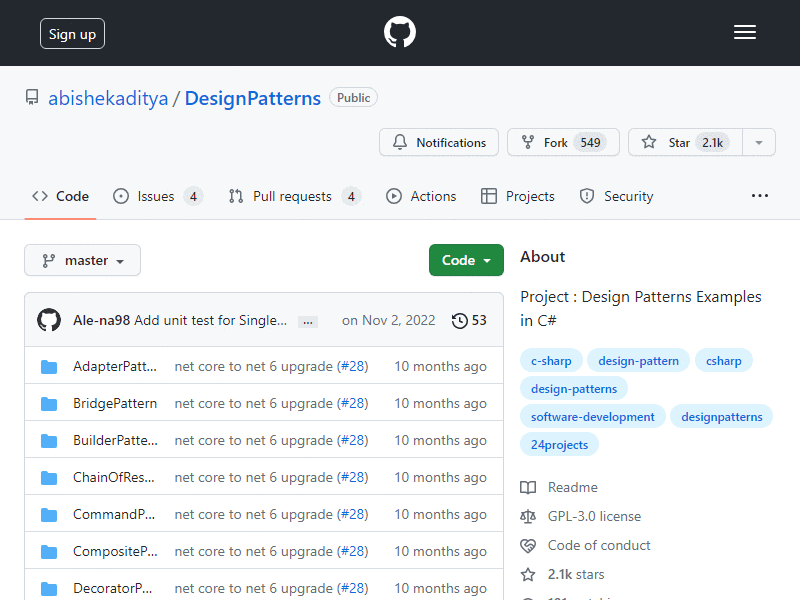 Sign up
abishekaditya / DesignPatterns Public
Notifications Fork 549 Star 2.1k
Code Issues 4 Pull requests 4 Actions Projects Security
master Code
Ale-na98 Add unit test for Single... ... on Nov 2, 2022 53
AdapterPatt... net core to net 6 upgrade (#28) 10 months ago
BridgePattern net core to net 6 upgrade (#28) 10 months ago
BuilderPatte... net core to net 6 upgrade (#28) 10 months ago
ChainOfRes... net core to net 6 upgrade (#28) 10 months ago
CommandP... net core to net 6 upgrade (#28) 10 months ago
CompositeP... net core to net 6 upgrade (#28) 10 months ago
DecoratorP... net core to net 6 upgrade (#28) 10 months ago
About
Project : Design Patterns Examples
in C#
c-sharp design-pattern csharp
design-patterns
software-development designpatterns
24projects
Readme
GPL-3.0 license
Code of conduct
2.1k stars